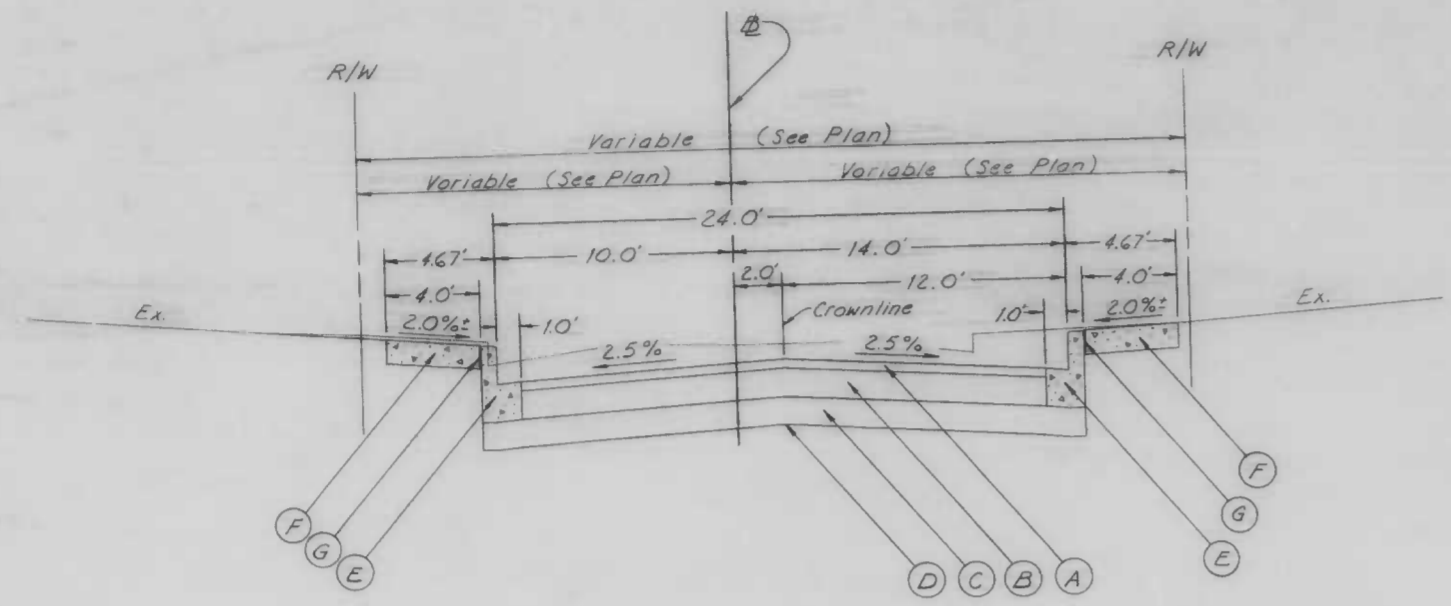 ℄
R/W
R/W
Variable (See Plan)
Variable (See Plan)
Variable (See Plan)
24.0'
4.67'
10.0'
14.0'
4.67'
4.0'
2.0'
12.0'
4.0'
Ex.
2.0%±
1.0'
Crownline
1.0'
2.0%±
Ex.
2.5%
2.5%
F
G
E
D
C
B
A
E
G
F